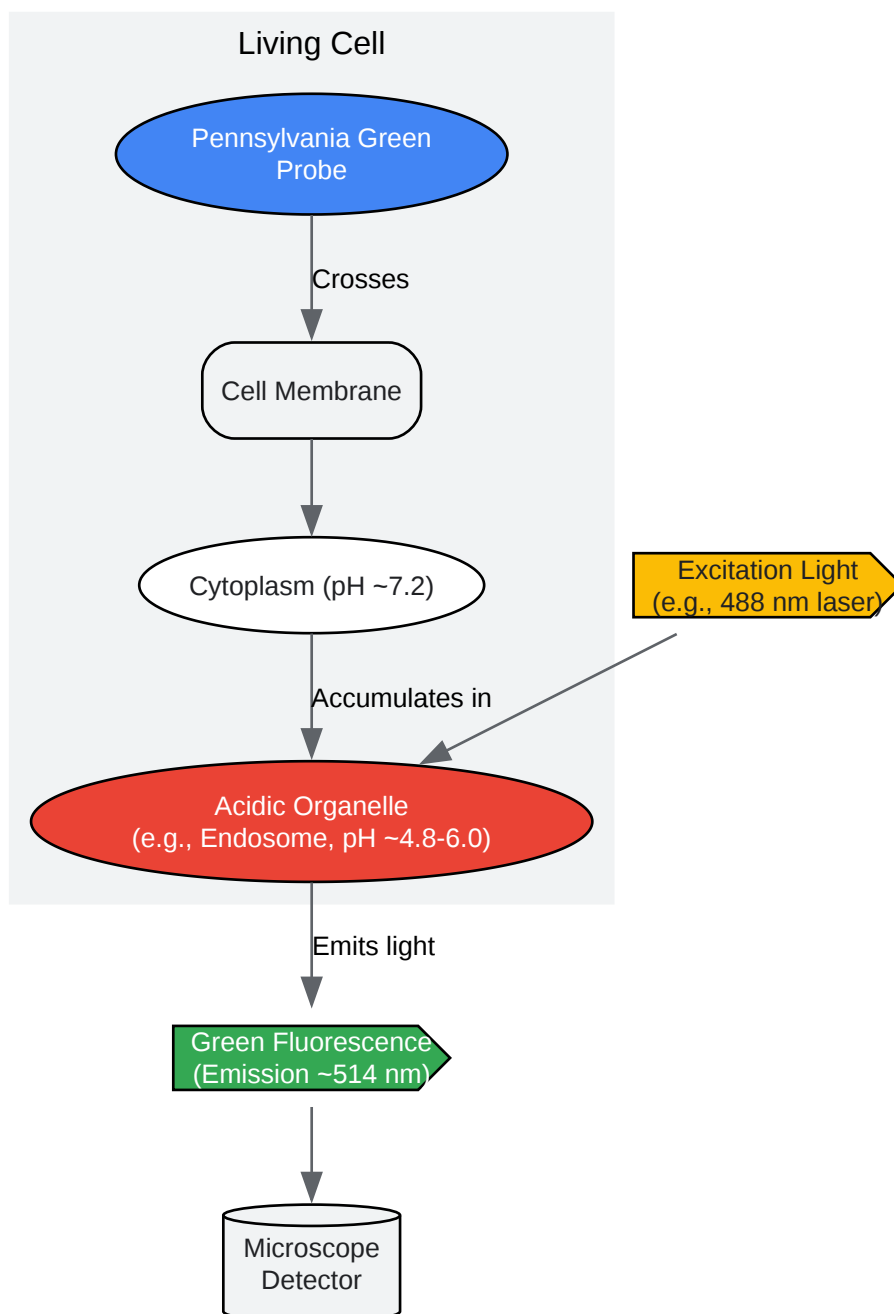 Living Cell
Pennsylvania Green
Probe
Crosses
Cell Membrane
Cytoplasm (pH ~7.2)
Excitation Light
(e.g., 488 nm laser)
Accumulates in
Acidic Organelle
(e.g., Endosome, pH ~4.8-6.0)
Emits light
Green Fluorescence
(Emission ~514 nm)
Microscope
Detector